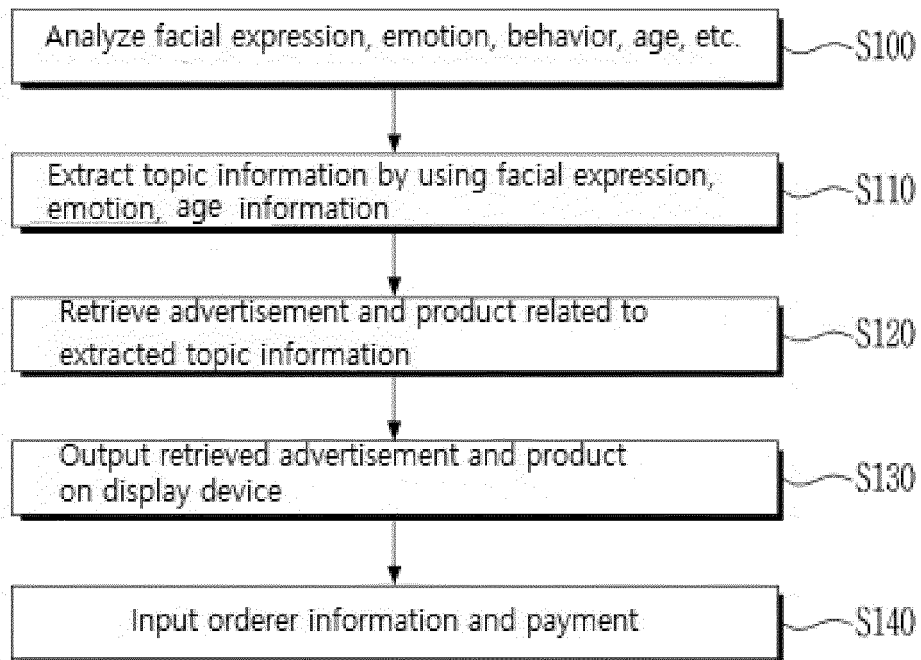 Analyze facial expression, emotion, behavior, age, etc.
S100
Extract topic information by using facial expression,
emotion, age information
S110
Retrieve advertisement and product related to
extracted topic information
S120
Output retrieved advertisement and product
on display device
S130
Input orderer information and payment
S140